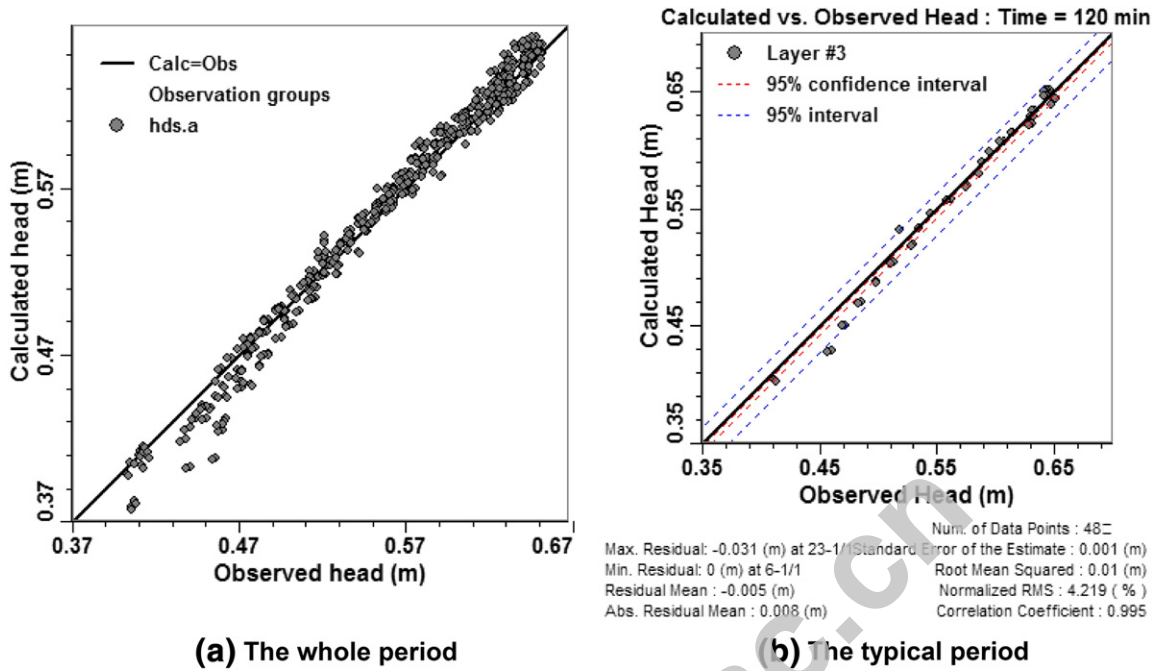 Calc=Obs
Observation groups
hds.a
Calculated head (m)
0.57
0.47
0.37
0.37
0.47
0.57
0.67
Observed head (m)
(a) The whole period
Calculated vs. Observed Head : Time = 120 min
Layer #3
95% confidence interval
95% interval
Calculated Head (m)
0.65
0.55
0.45
0.35
0.35
0.45
0.55
0.65
Observed Head (m)
Num. of Data Points : 48
Max. Residual: -0.031 (m) at 23-1/1Standard Error of the Estimate : 0.001 (m)
Min. Residual: 0 (m) at 6-1/1
Root Mean Squared : 0.01 (m)
Residual Mean : -0.005 (m)
Normalized RMS : 4.219 ( % )
Abs. Residual Mean : 0.008 (m)
Correlation Coefficient : 0.995
(b) The typical period
c.cn